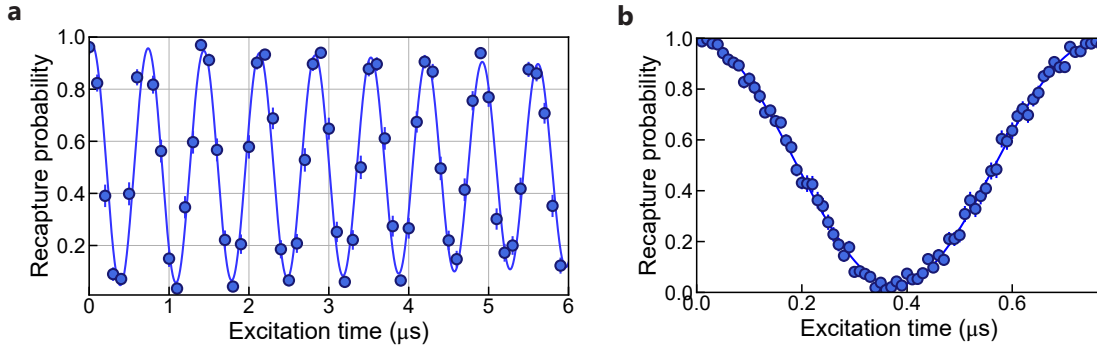 a
Recapture probability
1.0
0.8
0.6
0.4
0.2
0 1 2 3 4 5 6
Excitation time (μs)
b
Recapture probability
1.0
0.8
0.6
0.4
0.2
0.0
0.0 0.2 0.4 0.6
Excitation time (μs)